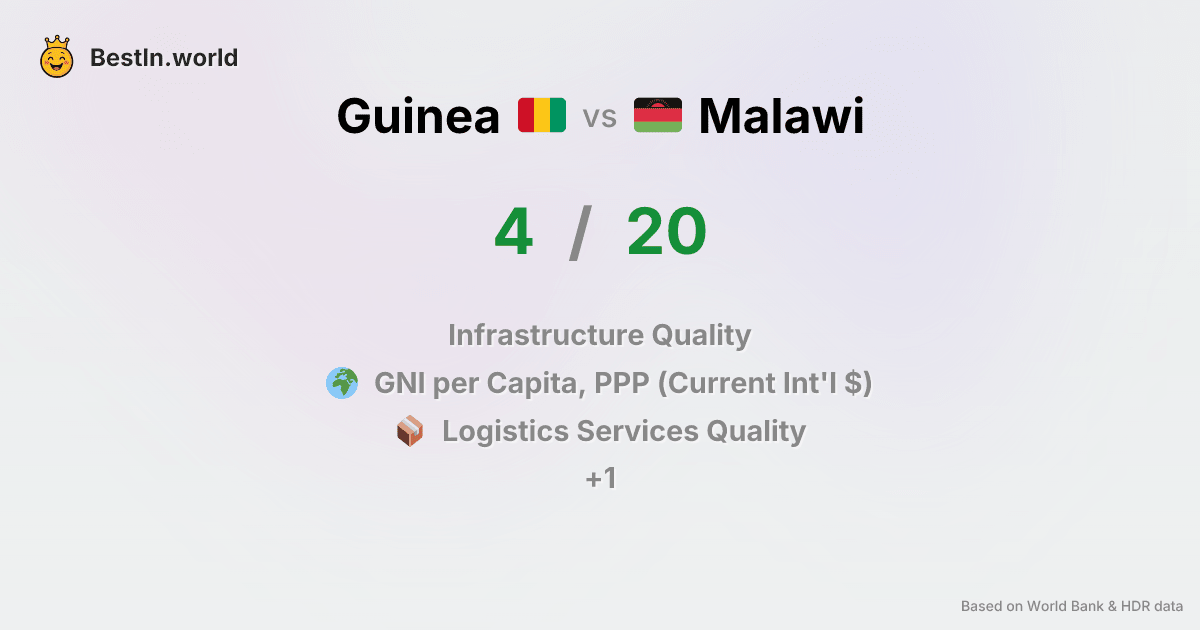 BestIn.world
Guinea vs Malawi
4 / 20
Infrastructure Quality
GNI per Capita, PPP (Current Int'l $)
Logistics Services Quality
+1
Based on World Bank & HDR data